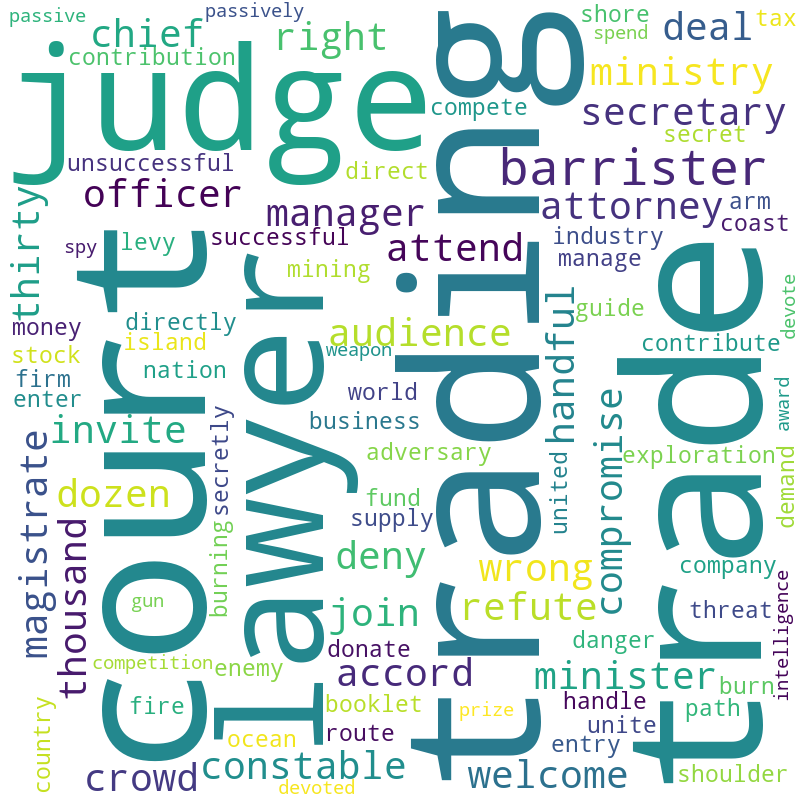 passive
passively
chief
contribution
right
shore
spend
deal
tax
judge
trading
ministry
compete
secretary
secret
unsuccessful
direct
barrister
officer
manager
attorney
arm
coast
thirty
spy
levy
successful
attend
industry
manage
court
lawyer
mining
trade
devote
money
directly
audience
guide
stock
island
weapon
contribute
firm
nation
enter
world
handful
award
invite
business
compromise
magistrate
secretly
adversary
united
exploration
demand
dozen
fund
supply
thousand
burning
deny
wrong
company
gun
join
refute
threat
intelligence
competition
enemy
donate
danger
accord
minister
burn
country
fire
booklet
prize
handle
path
ocean
route
unite
crowd
constable
devoted
welcome
entry
shoulder